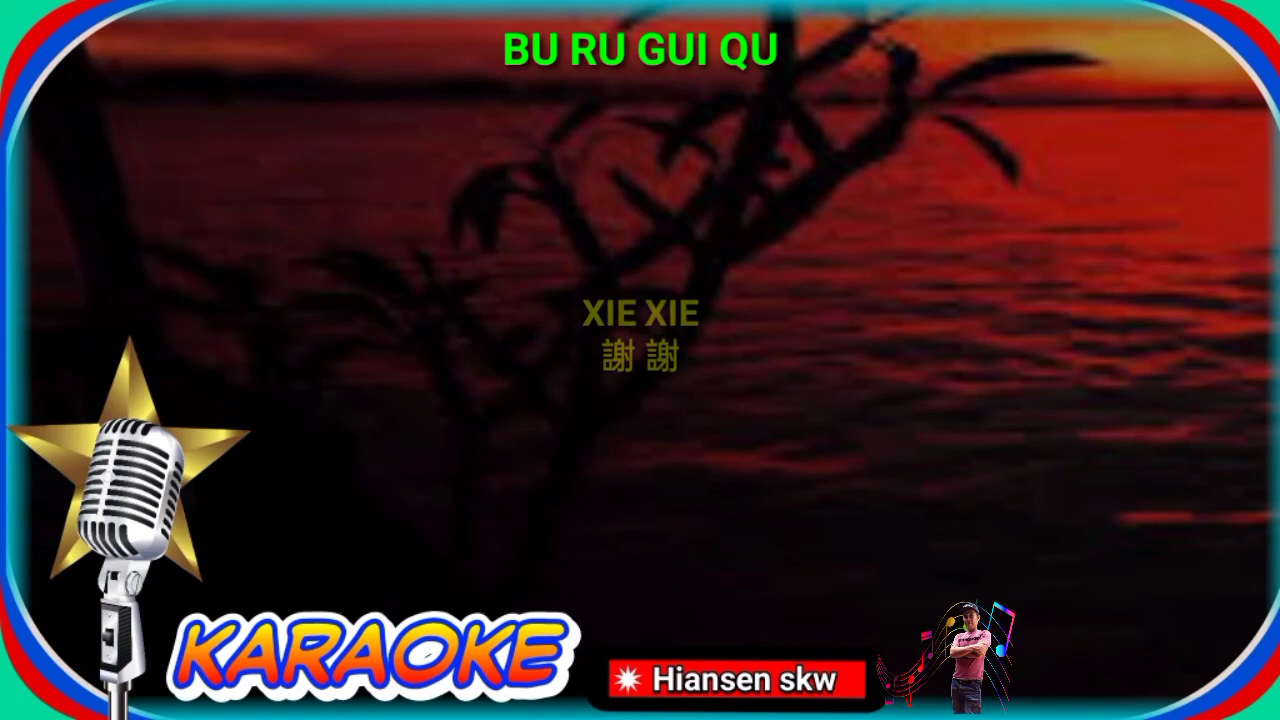 BU RU GUI QU
XIE XIE
謝 謝
KARAOKE
Hiansen skw